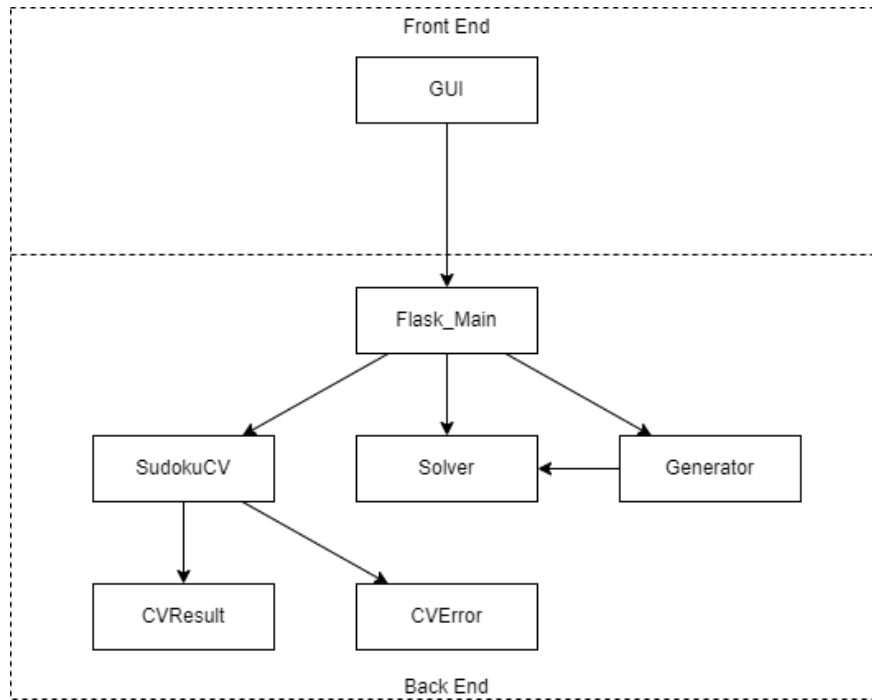 Front End
GUI
Flask_Main
SudokuCV
Solver
Generator
CVResult
CVError
Back End